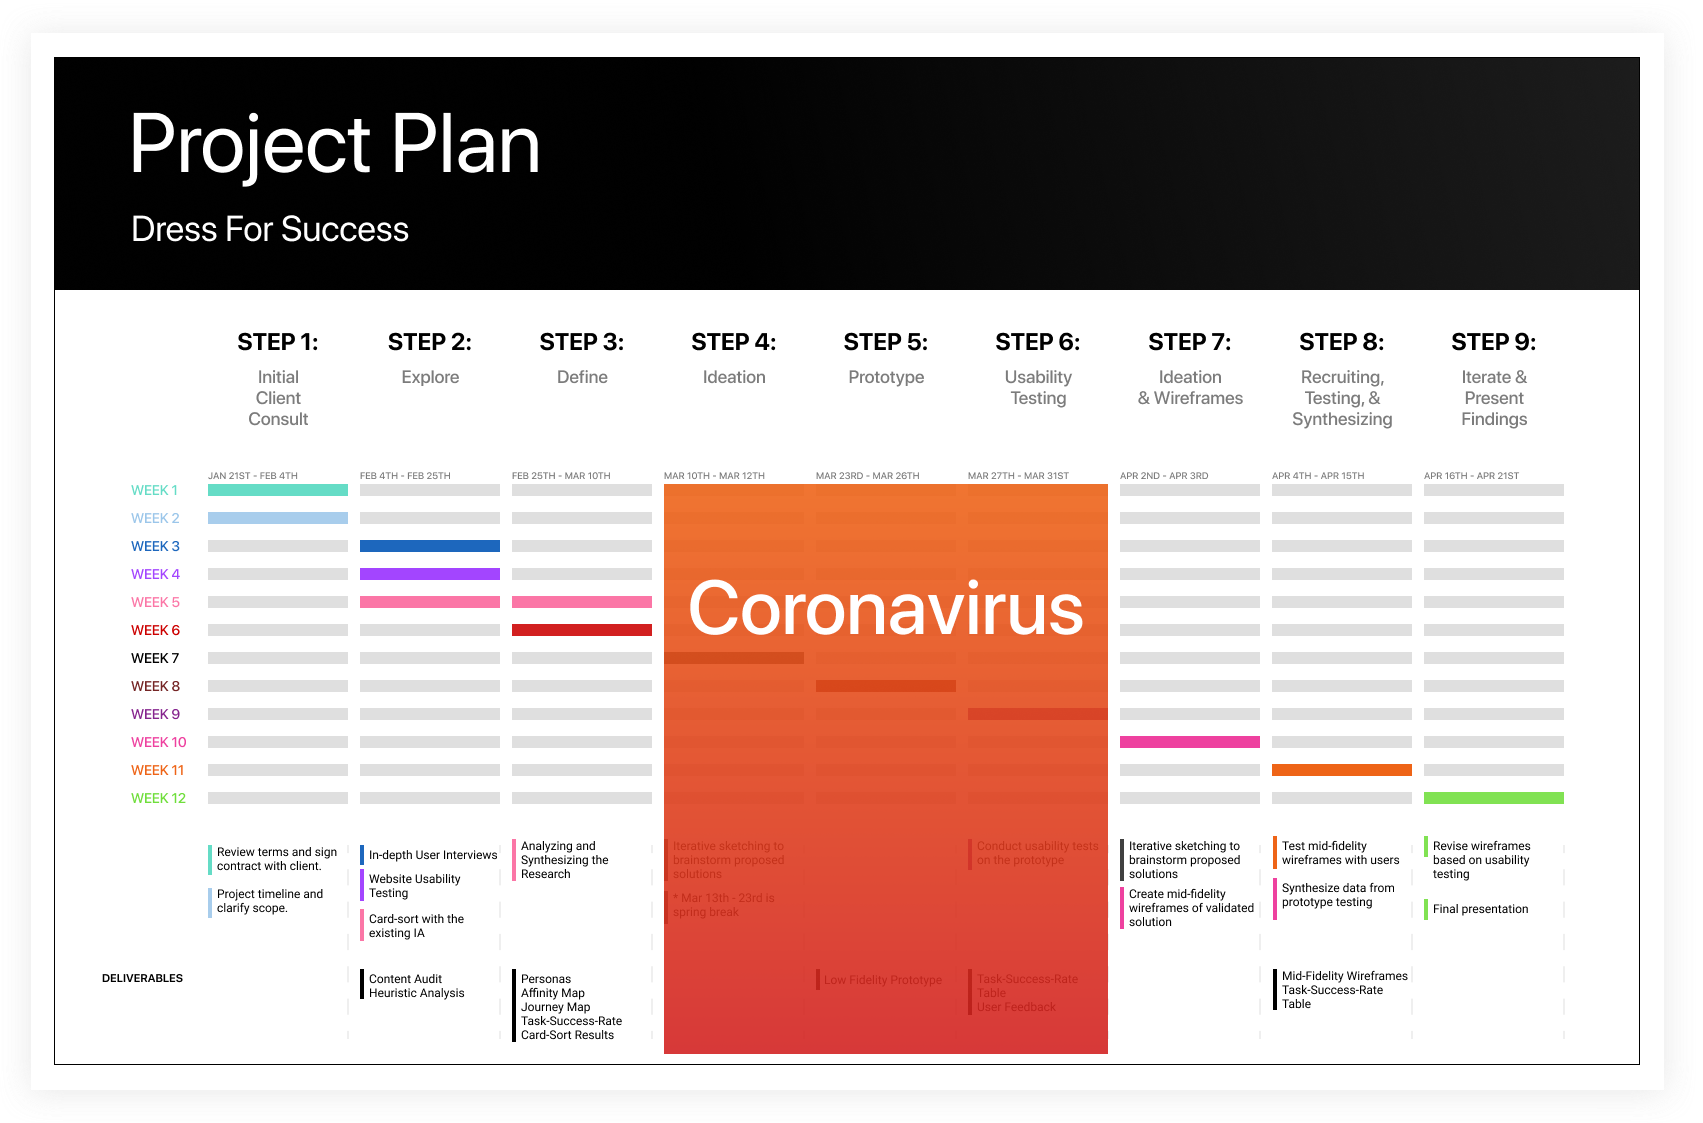 Project Plan
Dress For Success
STEP 1:
Initial
Client
Consult
STEP 2:
Explore
STEP 3:
Define
STEP 4:
Ideation
STEP 5:
Prototype
STEP 6:
Usability
Testing
STEP 7:
Ideation
& Wireframes
STEP 8:
Recruiting,
Testing, &
Synthesizing
STEP 9:
Iterate &
Present
Findings
JAN 21ST - FEB 4TH
FEB 4TH - FEB 25TH
FEB 25TH - MAR 10TH
MAR 10TH - MAR 12TH
MAR 23RD - MAR 26TH
MAR 27TH - MAR 31ST
APR 2ND - APR 3RD
APR 4TH - APR 15TH
APR 16TH - APR 21ST
WEEK 1
WEEK 2
WEEK 3
WEEK 4
WEEK 5
WEEK 6
WEEK 7
WEEK 8
WEEK 9
WEEK 10
WEEK 11
WEEK 12
Coronavirus
Review terms and sign
contract with client.
Project timeline and
clarify scope.
In-depth User Interviews
Website Usability
Testing
Card-sort with the
existing IA
Analyzing and
Synthesizing the
Research
Iterative sketching to
brainstorm proposed
solutions
* Mar 13th - 23rd is
spring break
Conduct usability tests
on the prototype
Iterative sketching to
brainstorm proposed
solutions
Create mid-fidelity
wireframes of validated
solution
Test mid-fidelity
wireframes with users
Synthesize data from
prototype testing
Revise wireframes
based on usability
testing
Final presentation
DELIVERABLES
Content Audit
Heuristic Analysis
Personas
Affinity Map
Journey Map
Task-Success-Rate
Card-Sort Results
Low Fidelity Prototype
Task-Success-Rate
Table
User Feedback
Mid-Fidelity Wireframes
Task-Success-Rate
Table